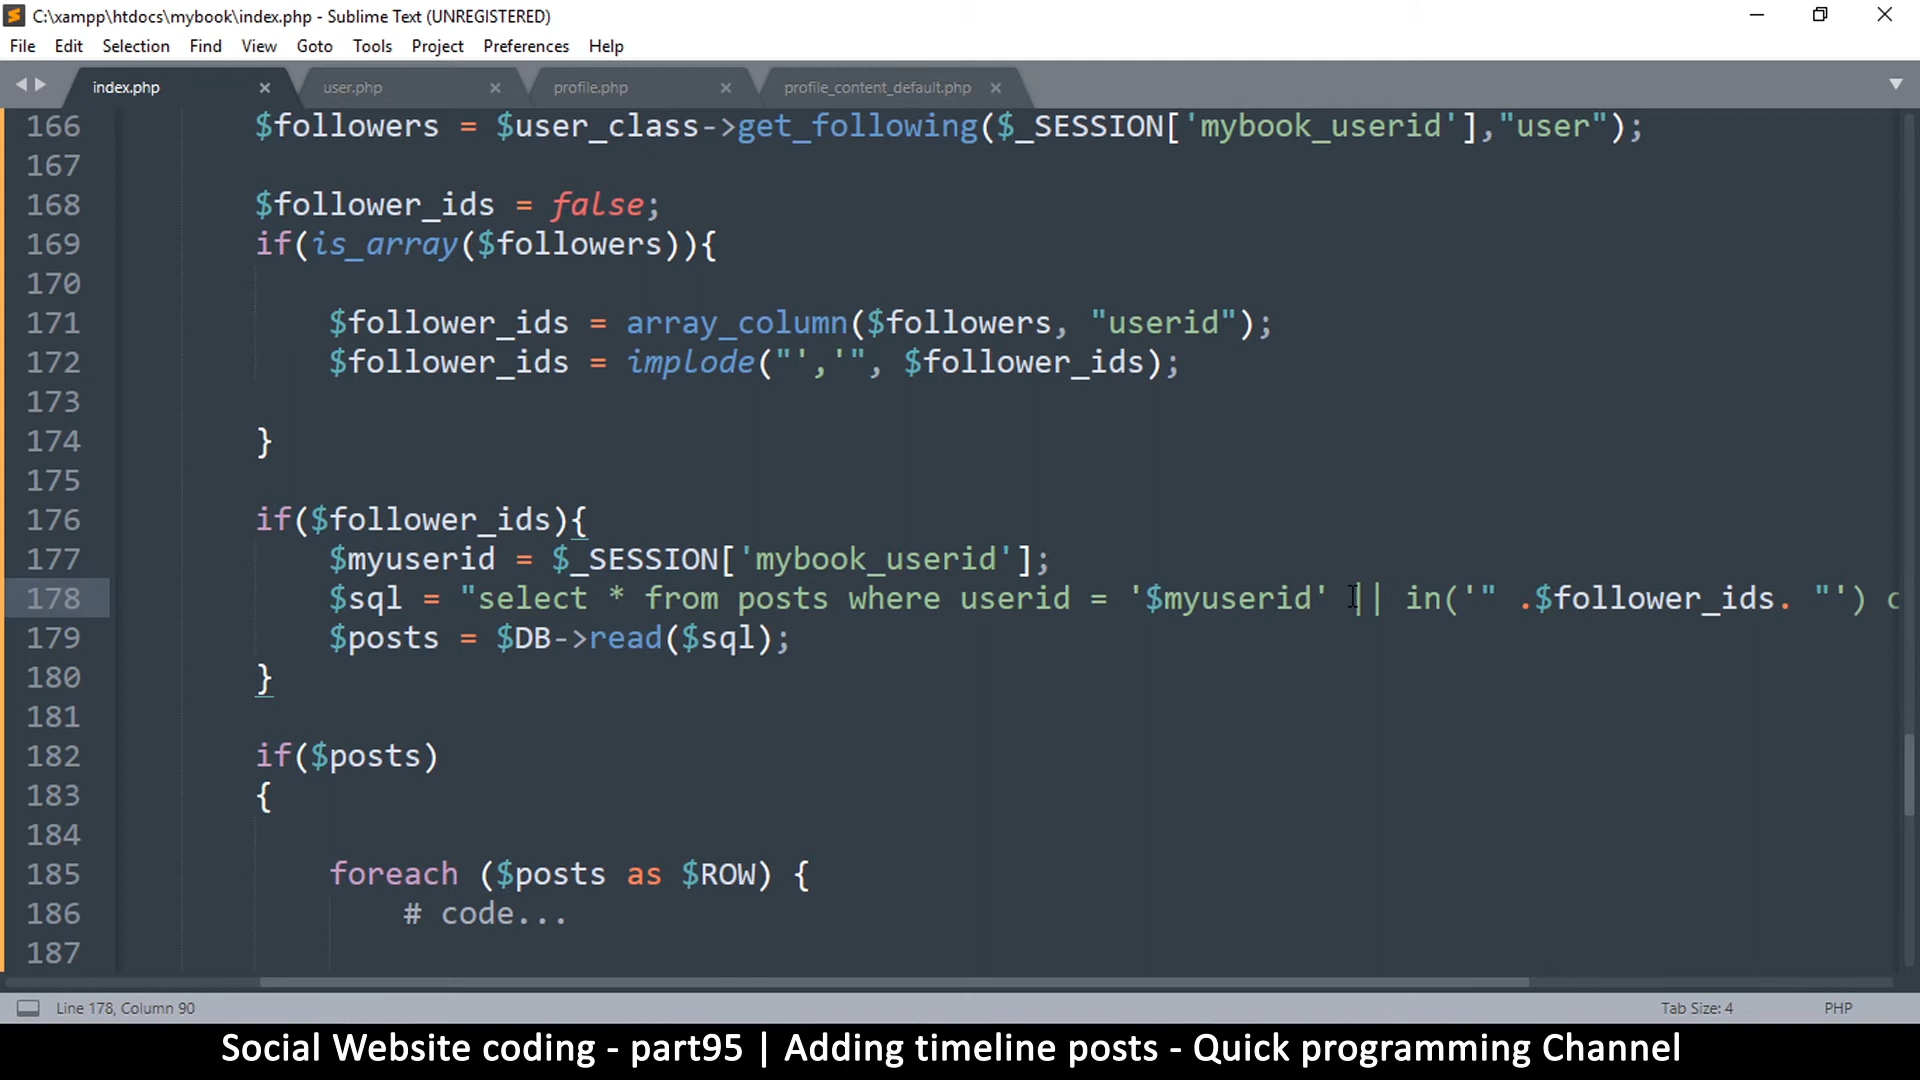 C:\xampp\htdocs\mybook\index.php - Sublime Text (UNREGISTERED)
File Edit Selection Find View Goto Tools Project Preferences Help
index.php × user.php × profile.php × profile_content_default.php ×
166 $followers = $user_class->get_following($_SESSION['mybook_userid'],"user");
167
168 $follower_ids = false;
169 if(is_array($followers)){
170
171 $follower_ids = array_column($followers, "userid");
172 $follower_ids = implode("','", $follower_ids);
173
174 }
175
176 if($follower_ids){
177 $myuserid = $_SESSION['mybook_userid'];
178 $sql = "select * from posts where userid = '$myuserid' || in('" .$follower_ids. "')
179 $posts = $DB->read($sql);
180 }
181
182 if($posts)
183 {
184
185 foreach ($posts as $ROW) {
186 # code...
187
Line 178, Column 90 Tab Size: 4 PHP
Social Website coding - part95 | Adding timeline posts - Quick programming Channel